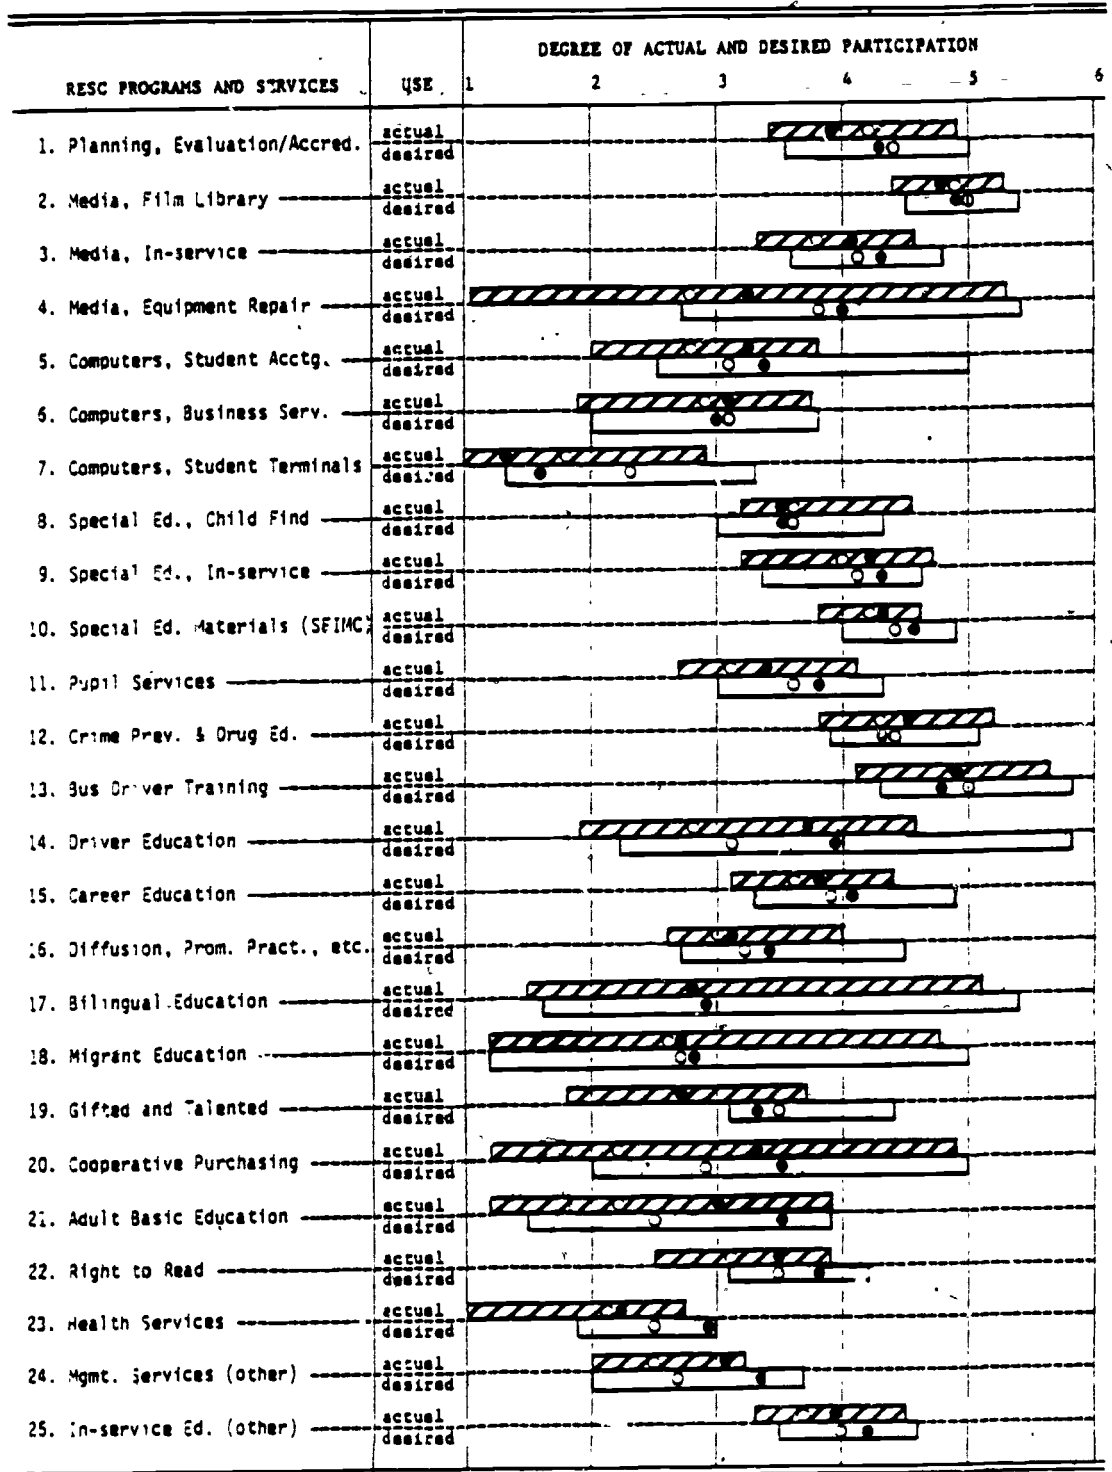 DEGREE OF ACTUAL AND DESIRED PARTICIPATION
RESC PROGRAMS AND SERVICES USE 1 2 3 4 5 6
1. Planning, Evaluation/Accred. actual
desired
2. Media, Film Library actual
desired
3. Media, In-service actual
desired
4. Media, Equipment Repair actual
desired
5. Computers, Student Acctg. actual
desired
6. Computers, Business Serv. actual
desired
7. Computers, Student Terminals actual
desired
8. Special Ed., Child Find actual
desired
9. Special Ed., In-service actual
desired
10. Special Ed. Materials (SEIMC) actual
desired
11. Pupil Services actual
desired
12. Crime Prev. & Drug Ed. actual
desired
13. Bus Driver Training actual
desired
14. Driver Education actual
desired
15. Career Education actual
desired
16. Diffusion, Prom. Pract., etc. actual
desired
17. Bilingual Education actual
desired
18. Migrant Education actual
desired
19. Gifted and Talented actual
desired
20. Cooperative Purchasing actual
desired
21. Adult Basic Education actual
desired
22. Right to Read actual
desired
23. Health Services actual
desired
24. Mgmt. Services (other) actual
desired
25. In-service Ed. (other) actual
desired